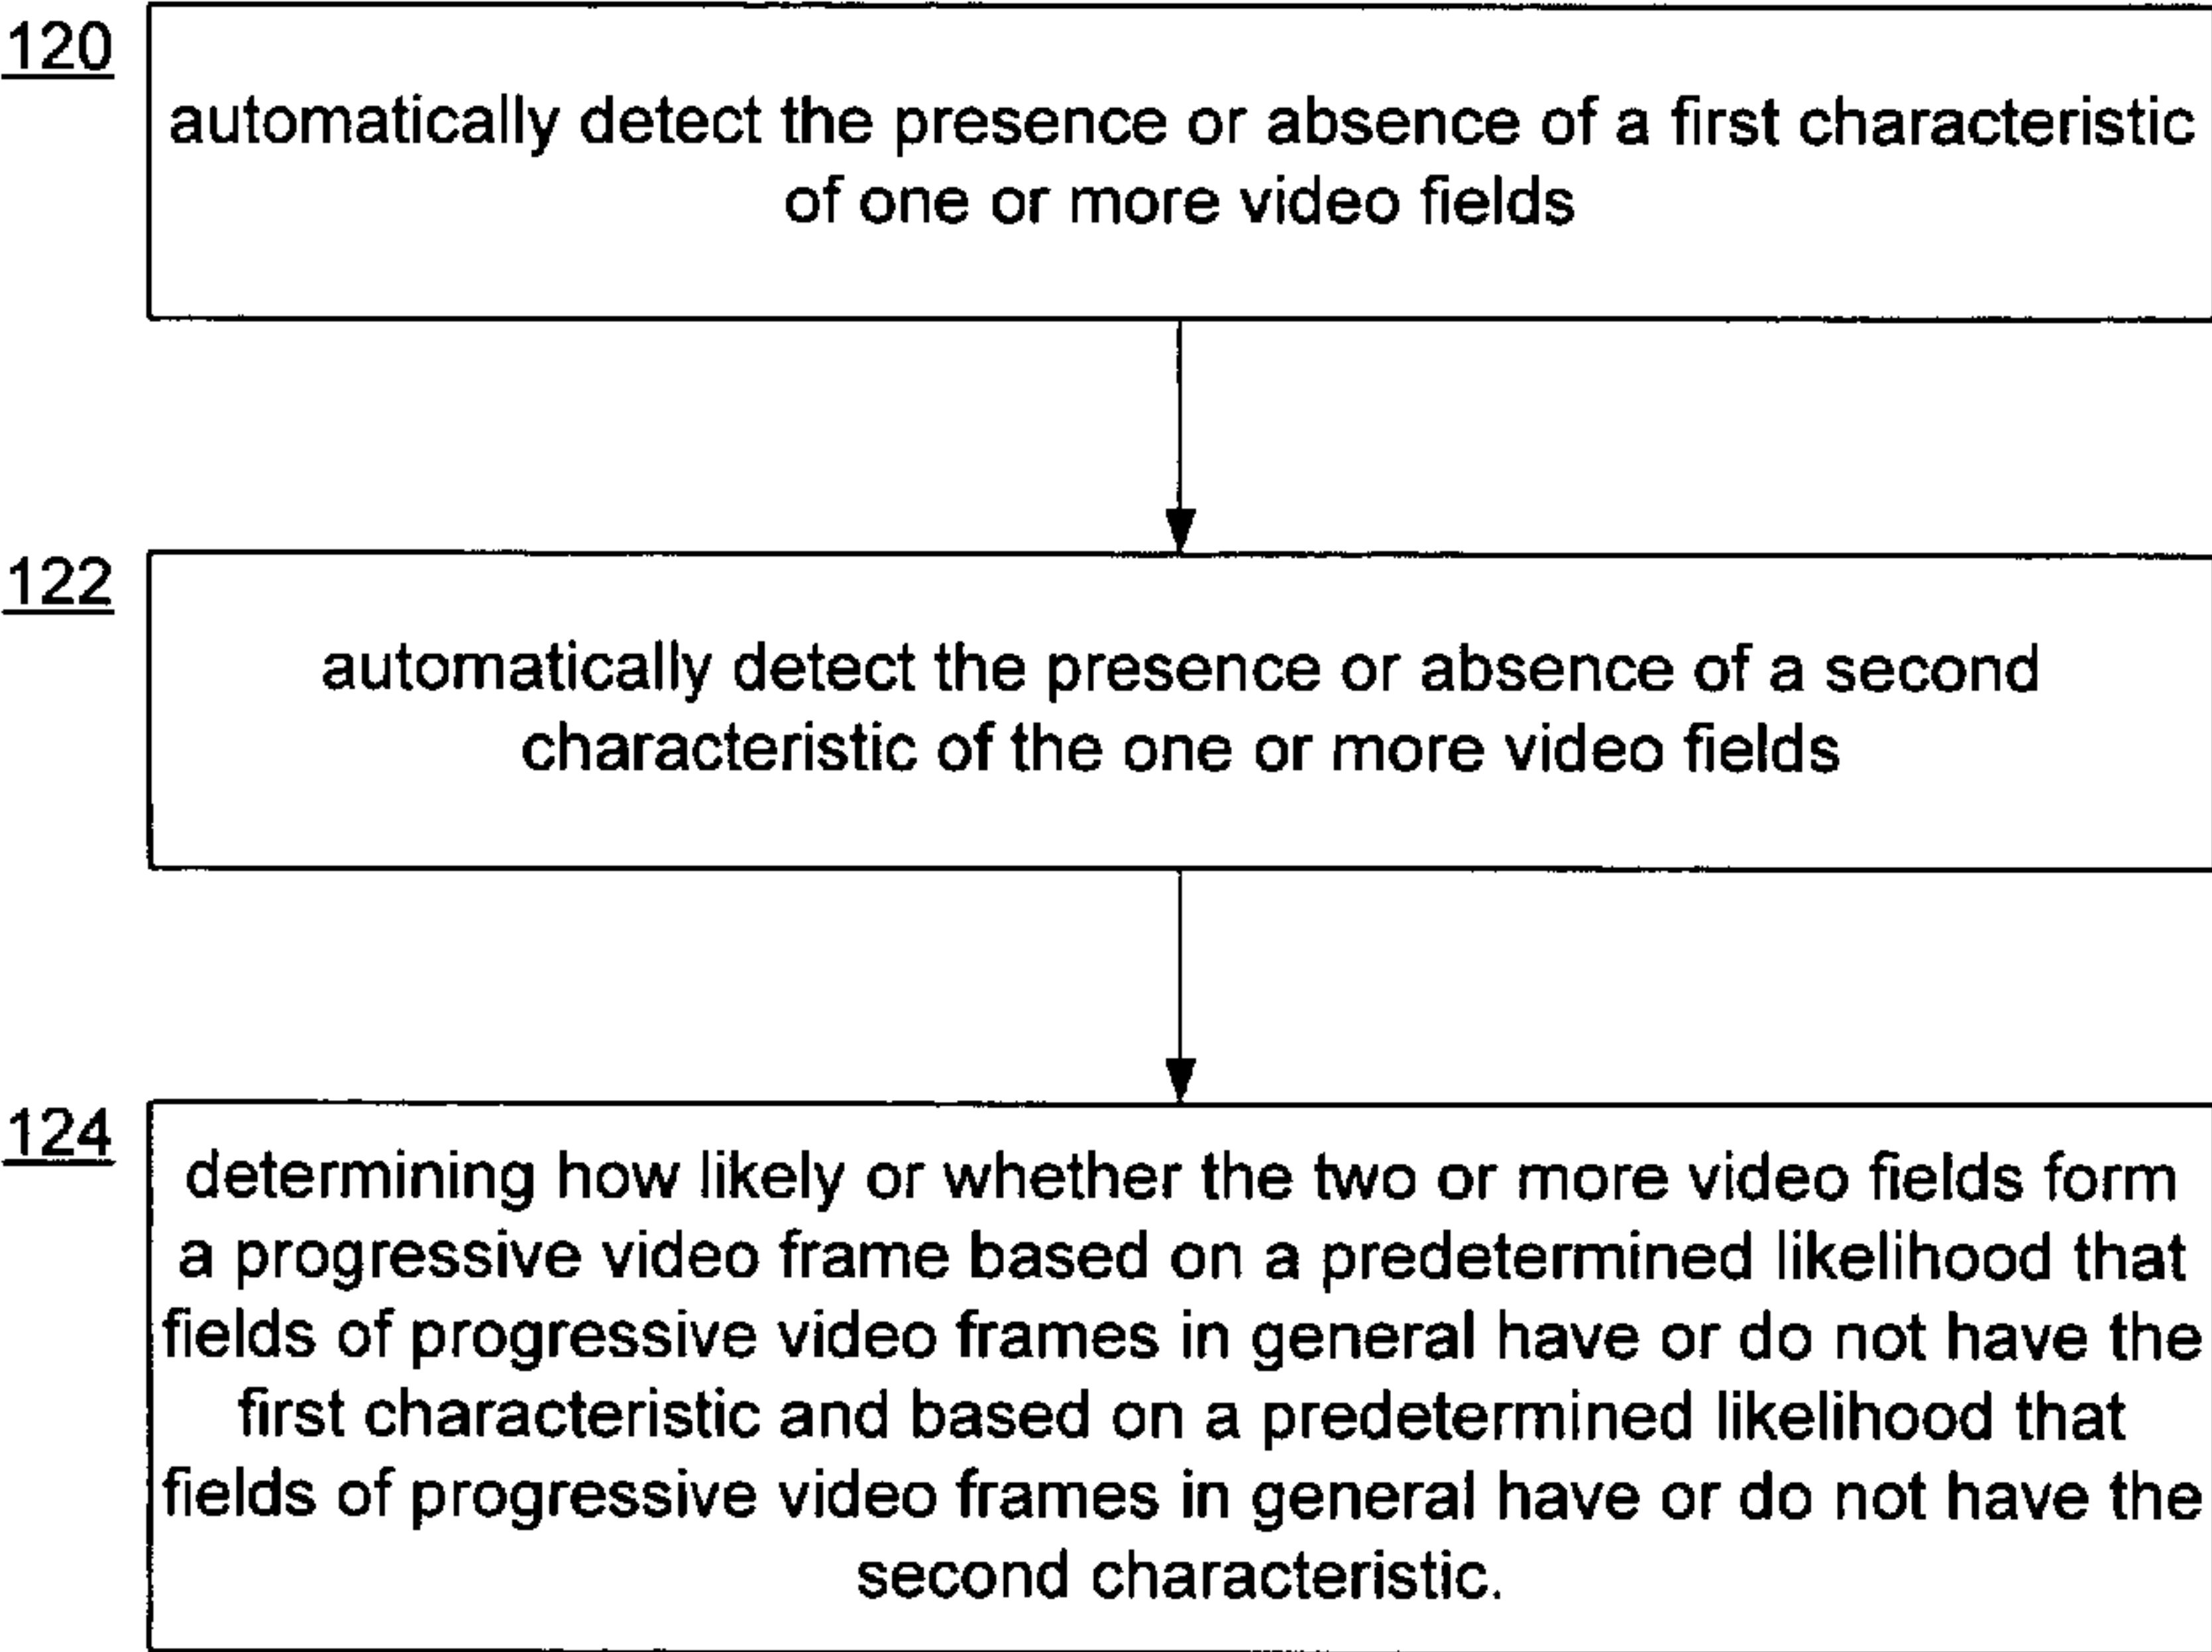 120
automatically detect the presence or absence of a first characteristic
of one or more video fields
122
automatically detect the presence or absence of a second
characteristic of the one or more video fields
124
determining how likely or whether the two or more video fields form
a progressive video frame based on a predetermined likelihood that
fields of progressive video frames in general have or do not have the
first characteristic and based on a predetermined likelihood that
fields of progressive video frames in general have or do not have the
second characteristic.